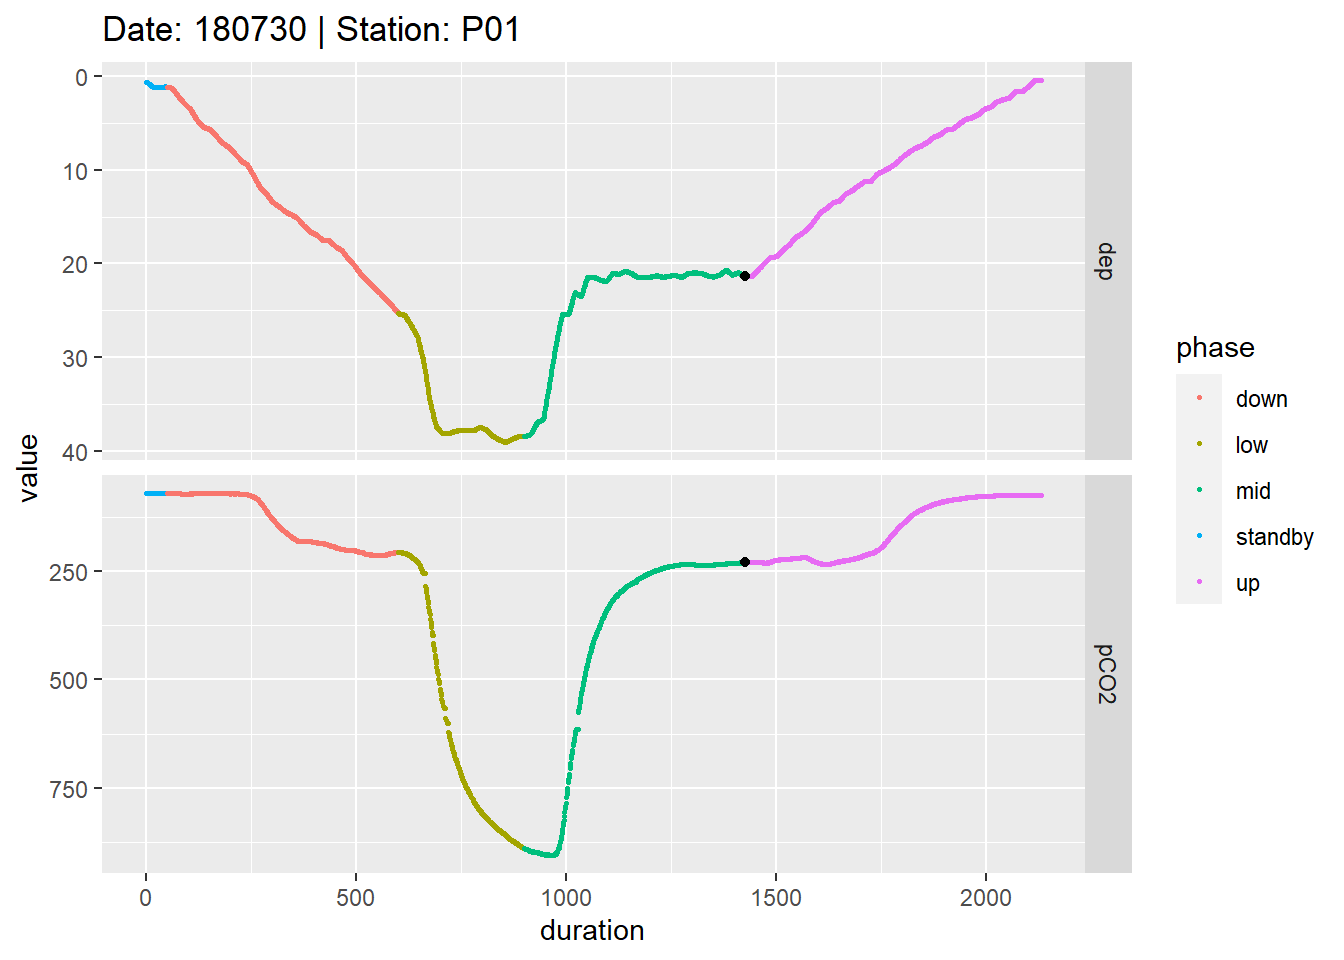 Date: 180730 | Station: P01
value
0
10
20
30
40
dep
250
500
750
pCO2
0 500 1000 1500 2000
duration
phase
down
low
mid
standby
up